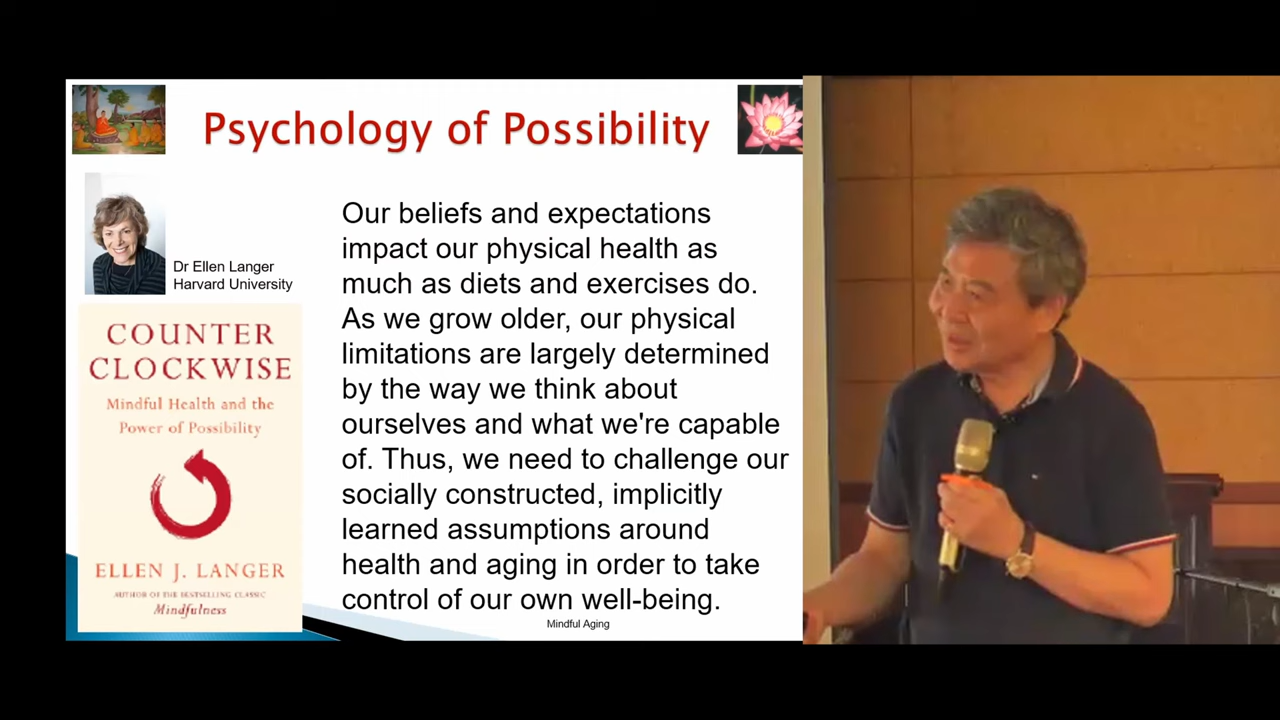 Psychology of Possibility
Dr Ellen Langer
Harvard University
COUNTER
CLOCKWISE
Mindful Health and the
Power of Possibility
ELLEN J. LANGER
AUTHOR OF THE BESTSELLING CLASSIC
Mindfulness
Our beliefs and expectations
impact our physical health as
much as diets and exercises do.
As we grow older, our physical
limitations are largely determined
by the way we think about
ourselves and what we're capable
of. Thus, we need to challenge our
socially constructed, implicitly
learned assumptions around
health and aging in order to take
control of our own well-being.
Mindful Aging